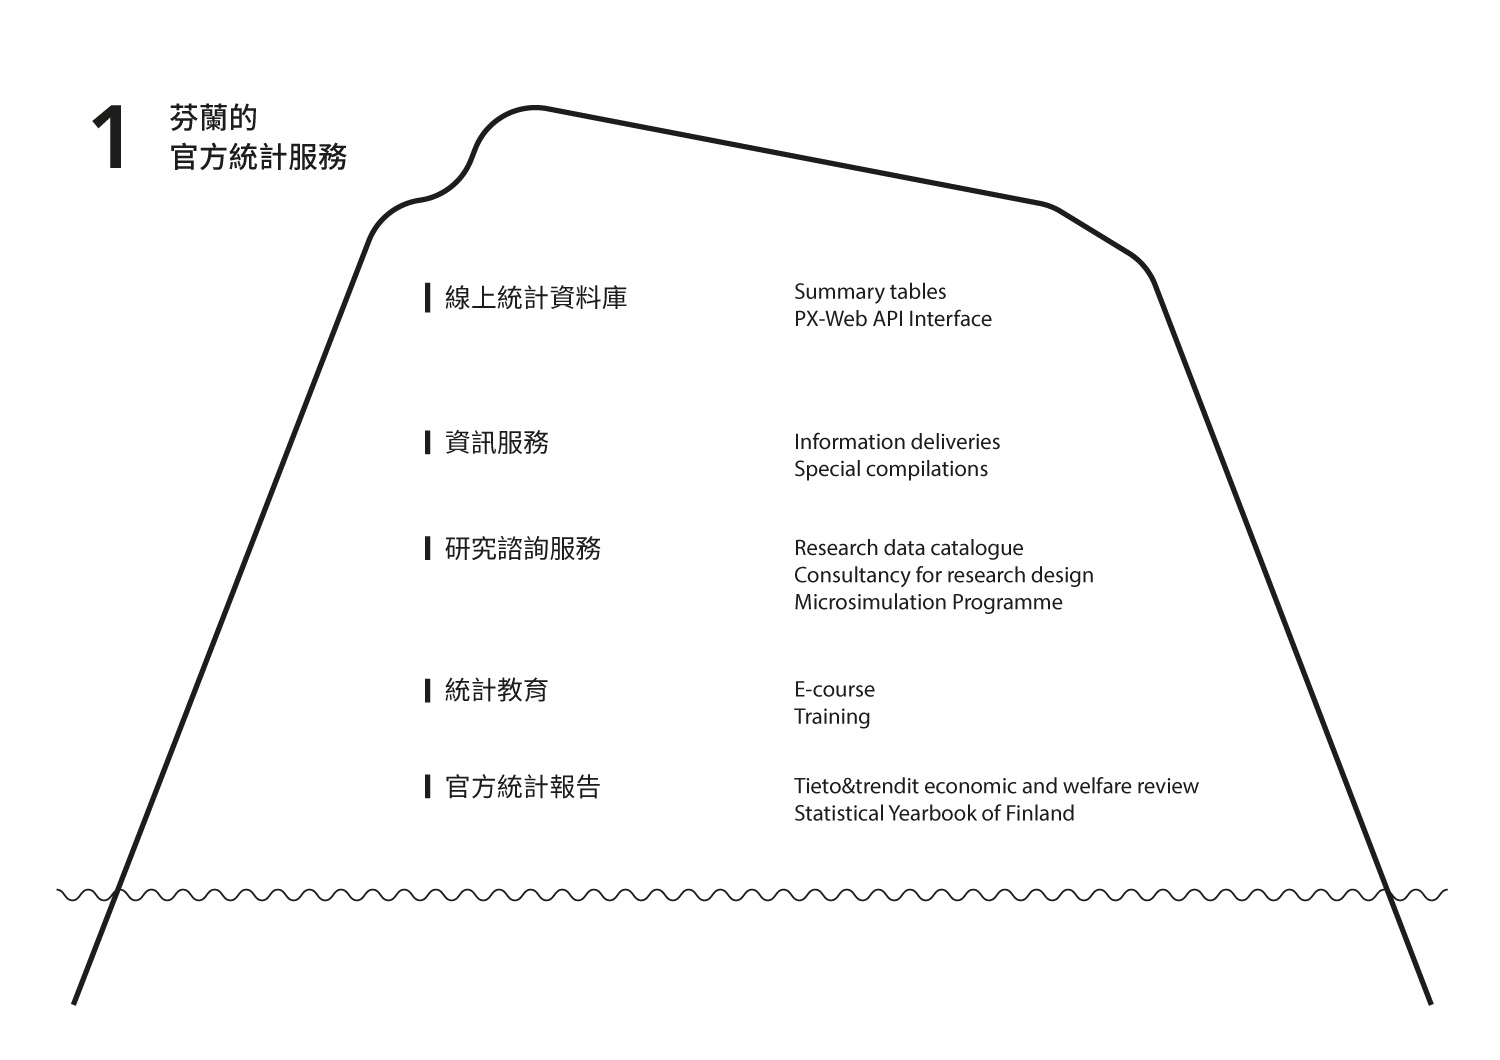 1
芬蘭的
官方統計服務
線上統計資料庫
Summary tables
PX-Web API Interface
資訊服務
Information deliveries
Special compilations
研究諮詢服務
Research data catalogue
Consultancy for research design
Microsimulation Programme
統計教育
E-course
Training
官方統計報告
Tieto&trendit economic and welfare review
Statistical Yearbook of Finland